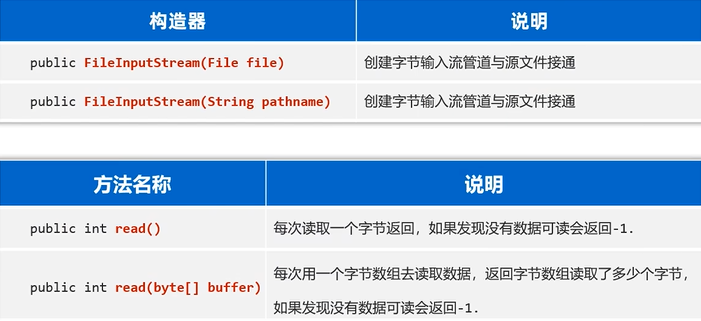 构造器 说明
public FileInputStream(File file) 创建字节输入流管道与源文件接通
public FileInputStream(String pathname) 创建字节输入流管道与源文件接通
方法名称 说明
public int read() 每次读取一个字节返回，如果发现没有数据可读会返回-1.
public int read(byte[] buffer) 每次用一个字节数组去读取数据，返回字节数组读取了多少个字节，
如果发现没有数据可读会返回-1.